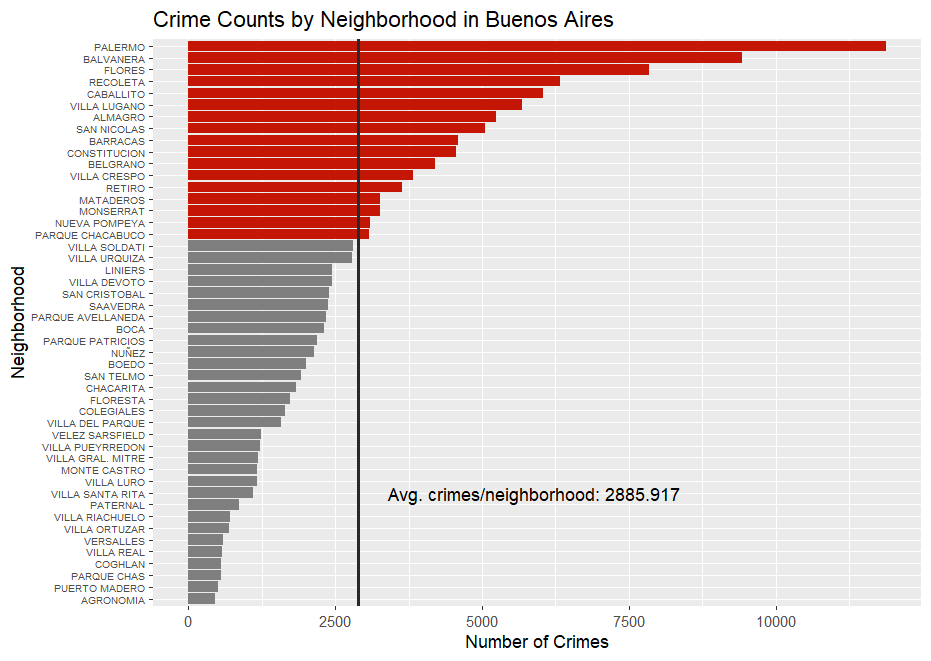 Crime Counts by Neighborhood in Buenos Aires
Neighborhood
PALERMO
BALVANERA
FLORES
RECOLETA
CABALLITO
VILLA LUGANO
ALMAGRO
SAN NICOLAS
BARRACAS
CONSTITUCION
BELGRANO
VILLA CRESPO
RETIRO
MATADEROS
MONSERRAT
NUEVA POMPEYA
PARQUE CHACABUCO
VILLA SOLDATI
VILLA URQUIZA
LINIERS
VILLA DEVOTO
SAN CRISTOBAL
SAAVEDRA
PARQUE AVELLANEDA
BOCA
PARQUE PATRICIOS
NUÑEZ
BOEDO
SAN TELMO
CHACARITA
FLORESTA
COLEGIALES
VILLA DEL PARQUE
VELEZ SARSFIELD
VILLA PUEYRREDON
VILLA GRAL. MITRE
MONTE CASTRO
VILLA LURO
VILLA SANTA RITA
PATERNAL
VILLA RIACHUELO
VILLA ORTUZAR
VERSALLES
VILLA REAL
COGHLAN
PARQUE CHAS
PUERTO MADERO
AGRONOMIA
Avg. crimes/neighborhood: 2885.917
0 2500 5000 7500 10000
Number of Crimes